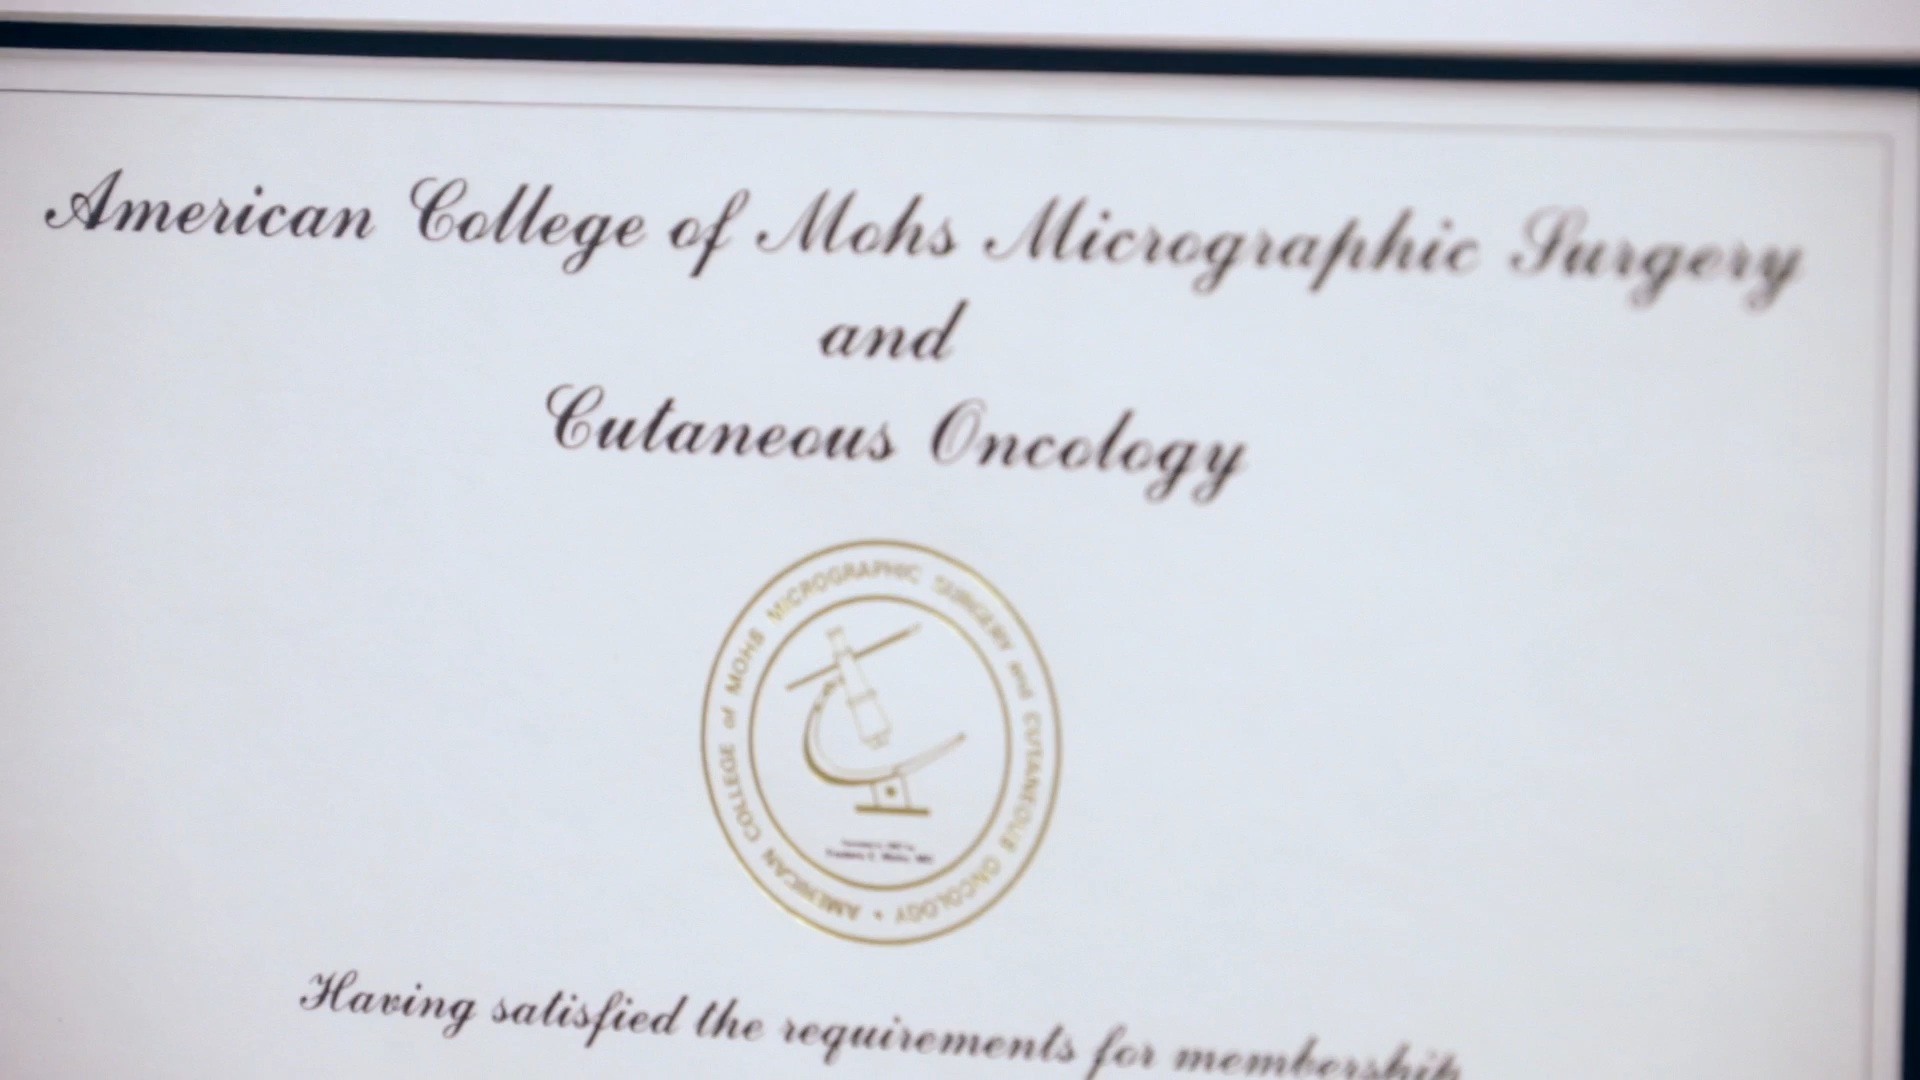 American College of Mohs Micrographic Surgery
and
Cutaneous Oncology
AMERICAN COLLEGE of MOHS MICROGRAPHIC SURGERY and CUTANEOUS ONCOLOGY •
Having satisfied the requirements for membership